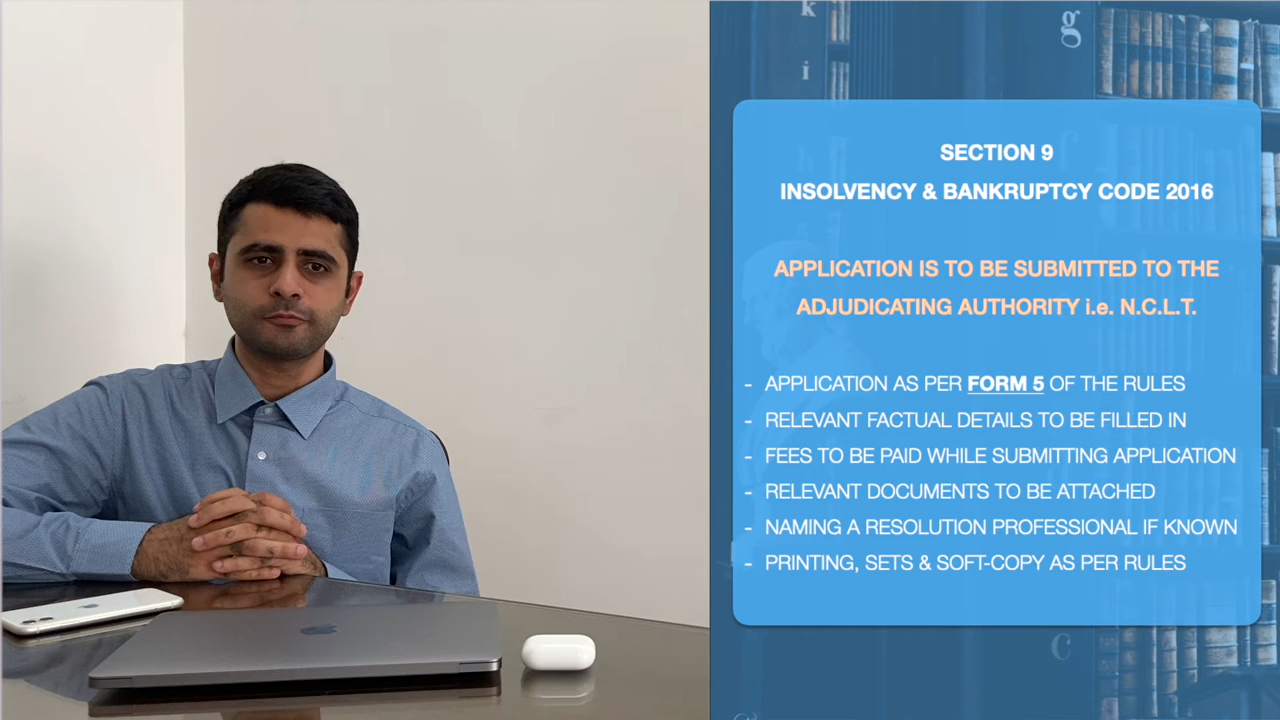 k
g
i
SECTION 9
INSOLVENCY & BANKRUPTCY CODE 2016
APPLICATION IS TO BE SUBMITTED TO THE
ADJUDICATING AUTHORITY i.e. N.C.L.T.
- APPLICATION AS PER FORM 5 OF THE RULES
- RELEVANT FACTUAL DETAILS TO BE FILLED IN
- FEES TO BE PAID WHILE SUBMITTING APPLICATION
- RELEVANT DOCUMENTS TO BE ATTACHED
- NAMING A RESOLUTION PROFESSIONAL IF KNOWN
- PRINTING, SETS & SOFT-COPY AS PER RULES
c